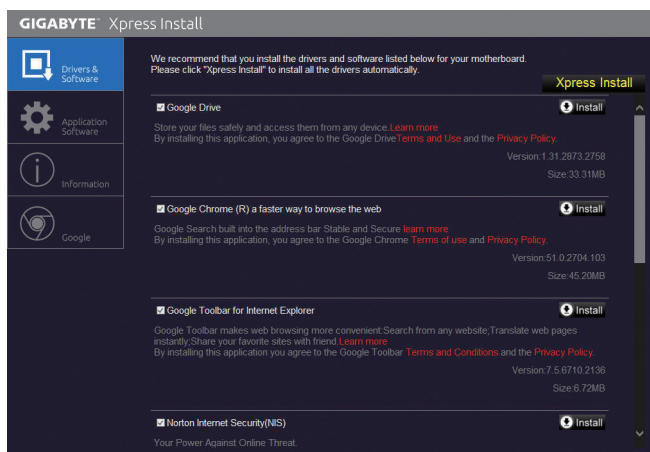 GIGABYTE™ Xpress Install
Drivers &
Software
Application
Software
Information
Google
We recommend that you install the drivers and software listed below for your motherboard.
Please click "Xpress Install" to install all the drivers automatically.
Xpress Install
Google Drive
Install
Store your files safely and access them from any device.Learn more
By installing this application, you agree to the Google DriveTerms and Use and the Privacy Policy.
Version:1.31.2873.2758
Size:33.31MB
Google Chrome (R) a faster way to browse the web
Install
Google Search built into the address bar Stable and Secure learn more
By installing this application, you agree to the Google Chrome Terms of use and Privacy Policy.
Version:51.0.2704.103
Size:45.20MB
Google Toolbar for Internet Explorer
Install
Google Toolbar makes web browsing more convenient:Search from any website;Translate web pages
instantly;Share your favorite sites with friend.Learn more
By installing this application you agree to the Google Toolbar Terms and Conditions and the Privacy Policy.
Version:7.5.6710.2136
Size:6.72MB
Norton Internet Security(NIS)
Install
Your Power Against Online Threat.